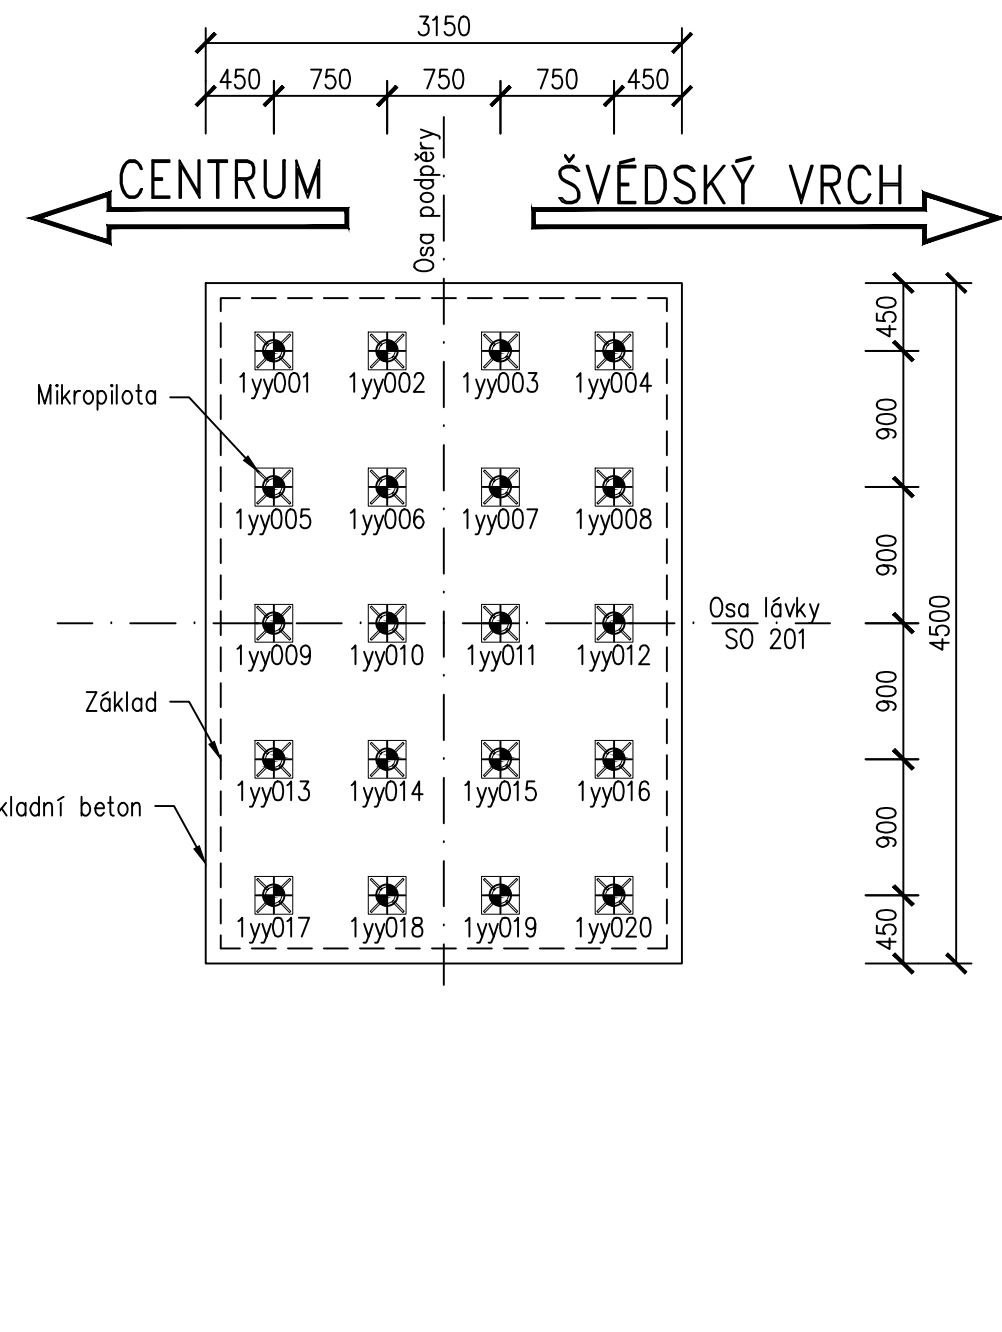 3150
450 750 750 750 450
Osa podpěry
CENTRUM
ŠVÉDSKÝ VRCH
450
1yy001 1yy002 1yy003 1yy004
Mikropilota
900
1yy005 1yy006 1yy007 1yy008
900
Osa lávky
SO 201
4500
1yy009 1yy010 1yy011 1yy012
900
Základ
1yy013 1yy014 1yy015 1yy016
kladní beton
900
1yy017 1yy018 1yy019 1yy020
450